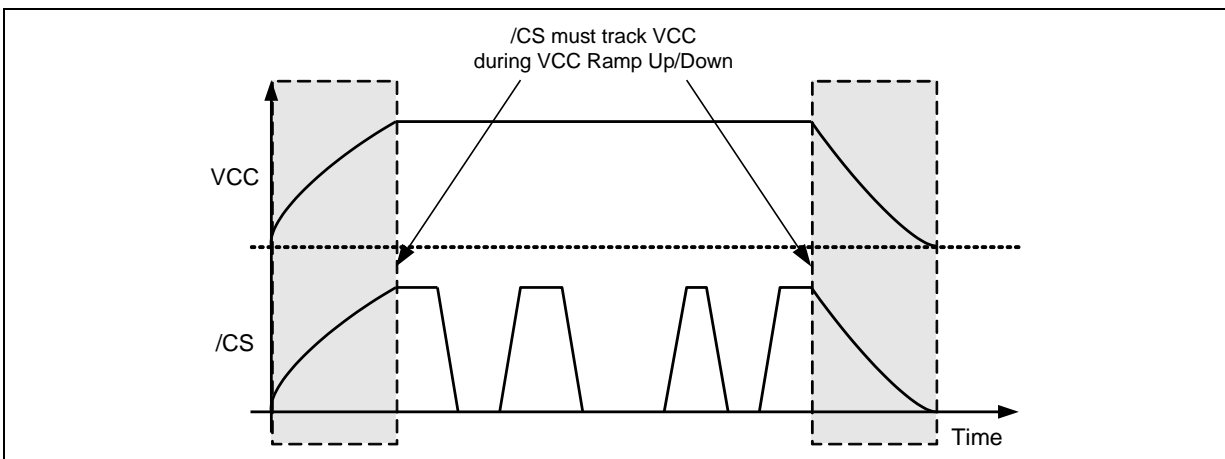 /CS must track VCC
during VCC Ramp Up/Down
VCC
/CS
Time